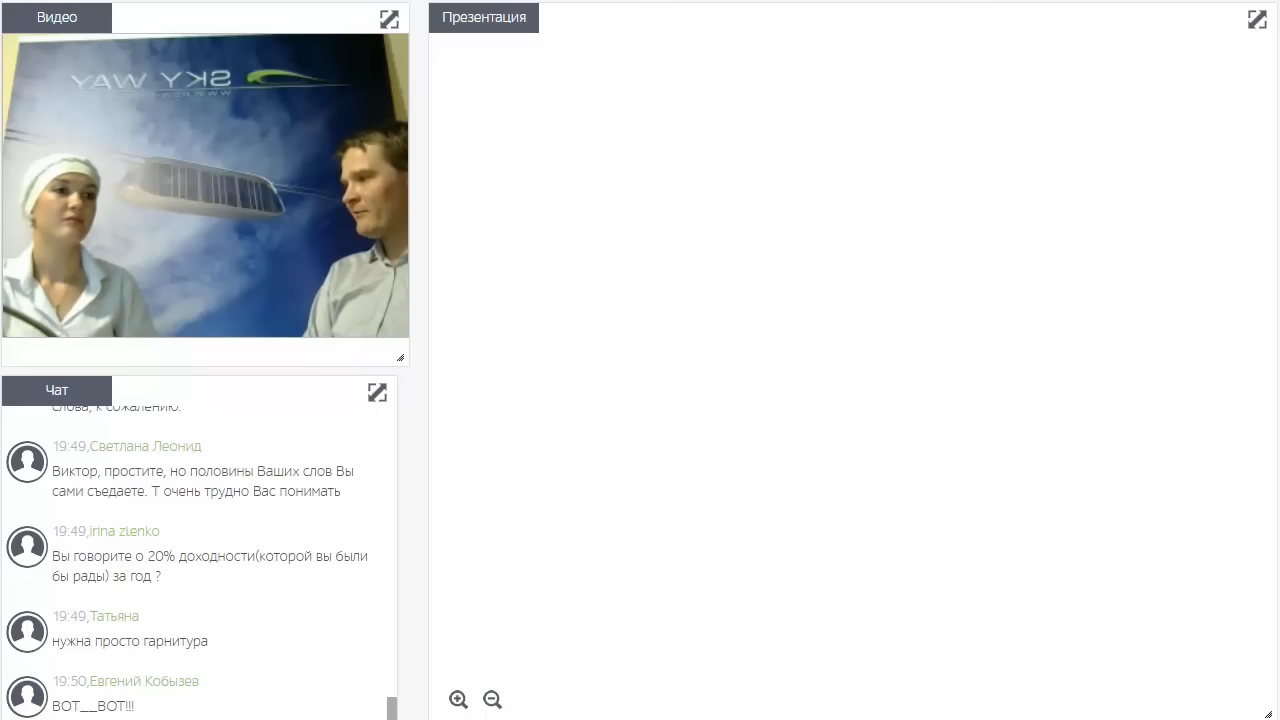 Видео
SKY WAY
Чат
слова, к сожалению.
19:49,Светлана Леонид
Виктор, простите, но половины Ваших слов Вы
сами съедаете. Т очень трудно Вас понимать
19:49,irina zlenko
Вы говорите о 20% доходности(которой вы были
бы рады) за год ?
19:49,Татьяна
нужна просто гарнитура
19:50,Евгений Кобызев
ВОТ__ВОТ!!!
Презентация